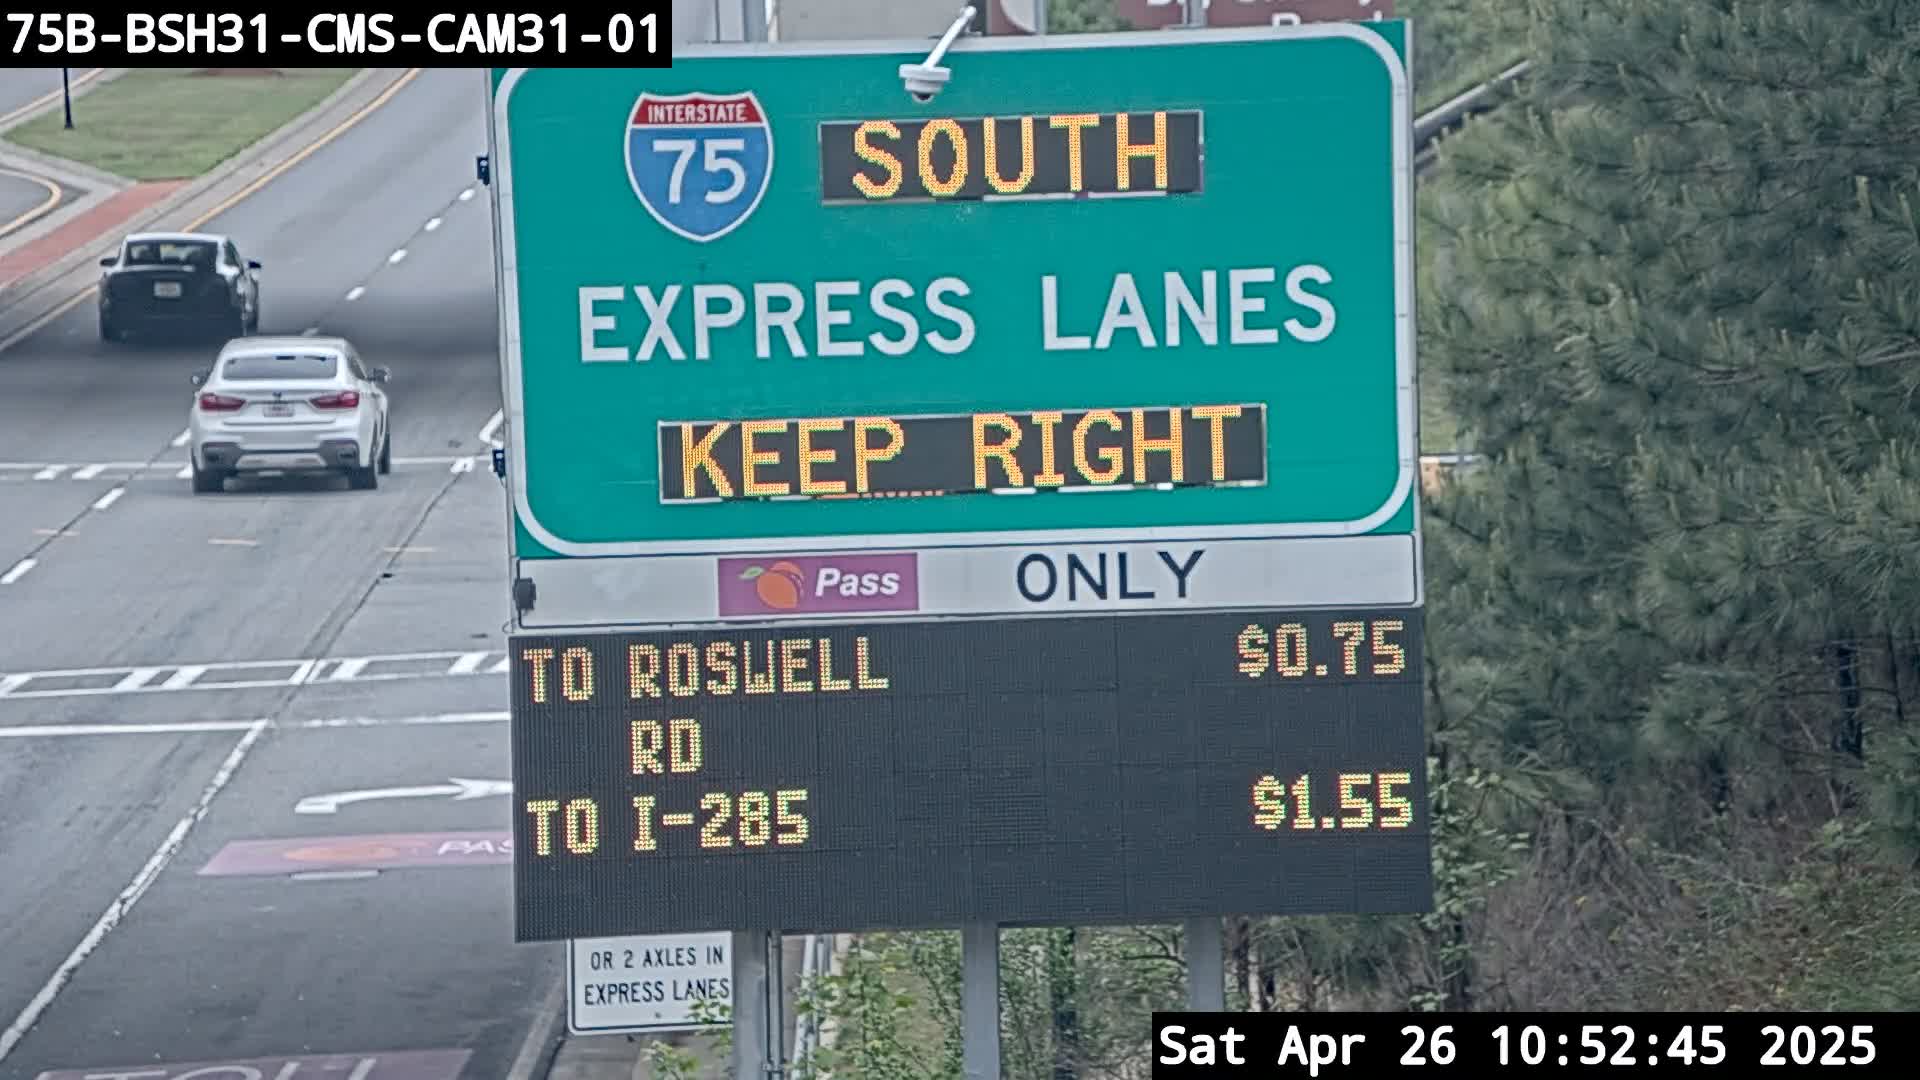 75B-BSH31-CMS-CAM31-01
INTERSTATE
75
SOUTH
EXPRESS LANES
KEEP RIGHT
Pass ONLY
TO ROSWELL $0.75
RD
TO I-285 $1.55
OR 2 AXLES IN
EXPRESS LANES
Sat Apr 26 10:52:45 2025